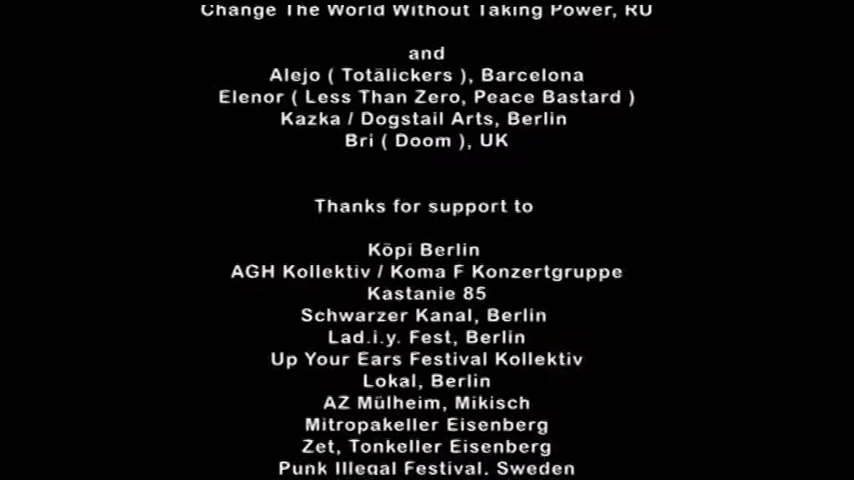 Change The World Without Taking Power, RU
and
Alejo ( Totälickers ), Barcelona
Elenor ( Less Than Zero, Peace Bastard )
Kazka / Dogstail Arts, Berlin
Bri ( Doom ), UK
Thanks for support to
Köpi Berlin
AGH Kollektiv / Koma F Konzertgruppe
Kastanie 85
Schwarzer Kanal, Berlin
Lad.i.y. Fest, Berlin
Up Your Ears Festival Kollektiv
Lokal, Berlin
AZ Mülheim, Mikisch
Mitropakeller Eisenberg
Zet, Tonkeller Eisenberg
Punk Illegal Festival, Sweden